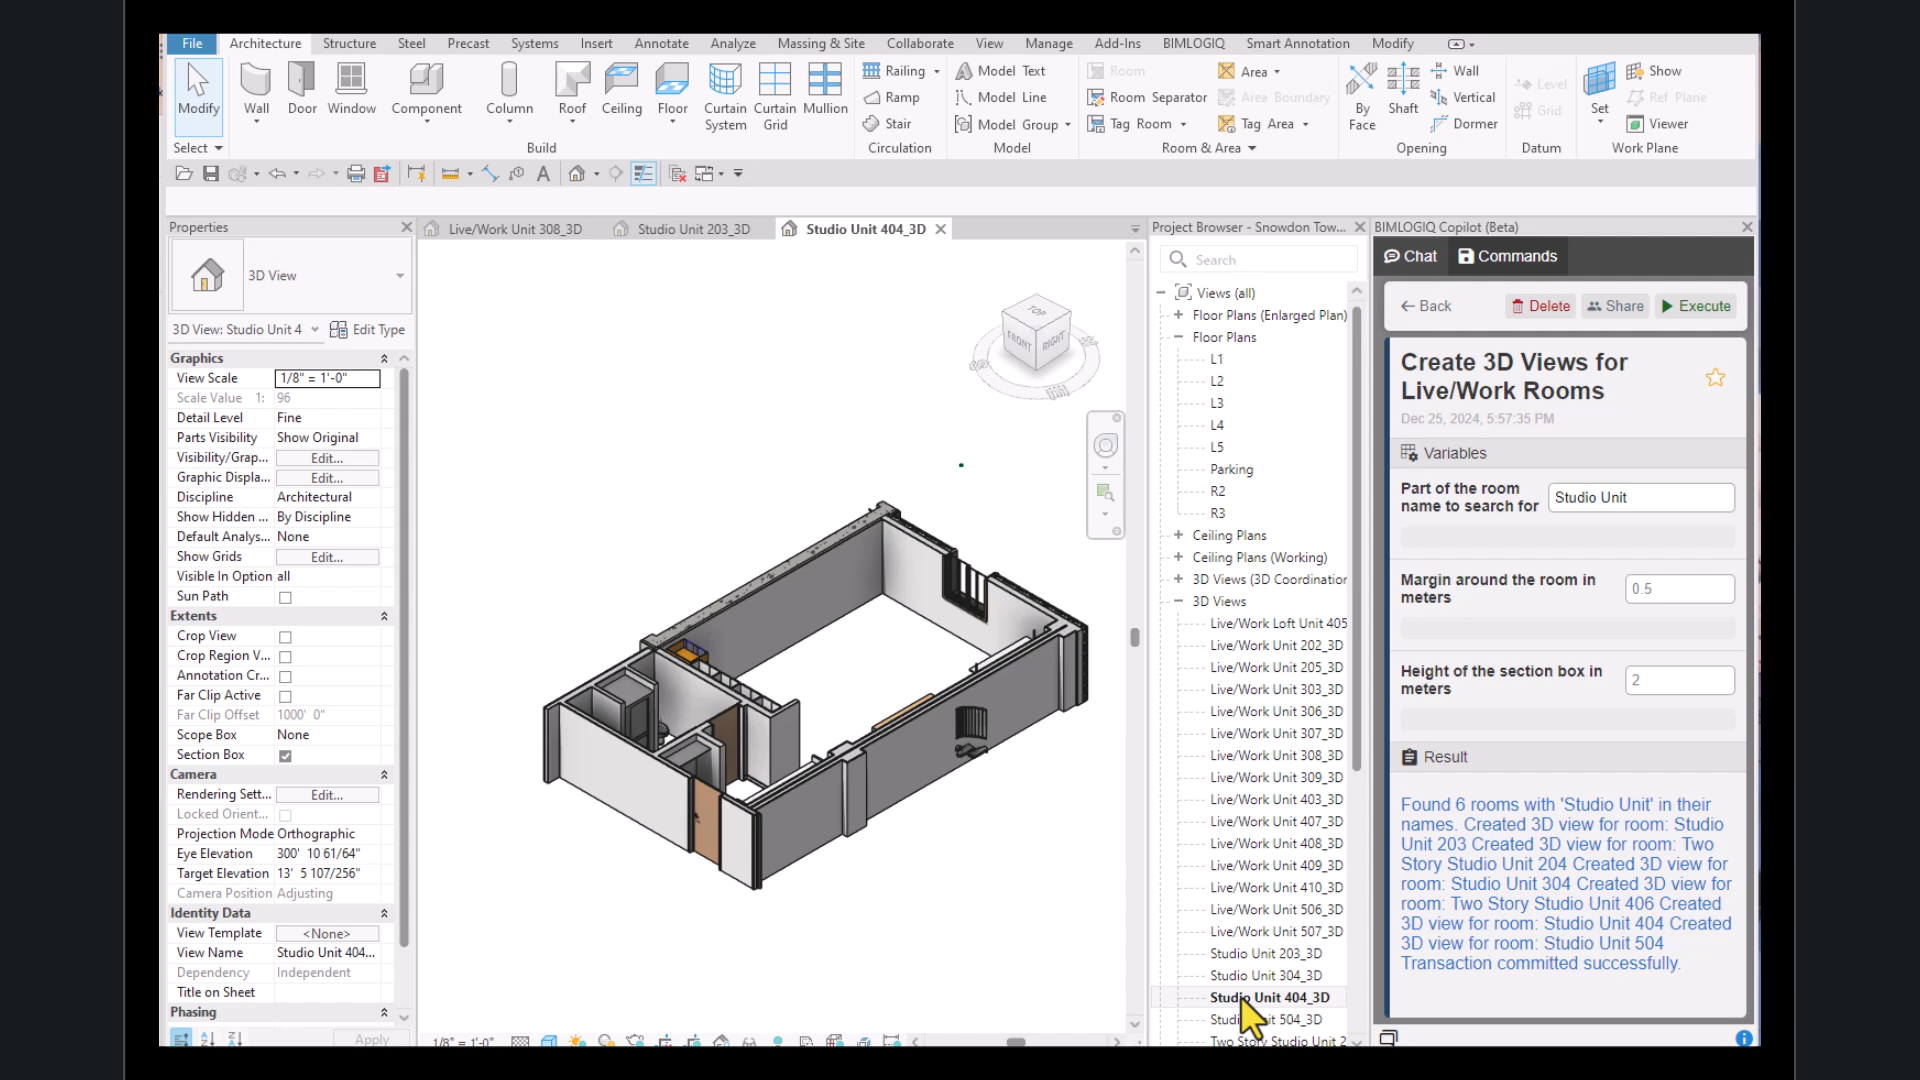 File Architecture Structure Steel Precast Systems Insert Annotate Analyze Massing & Site Collaborate View Manage Add-Ins BIMLOGIQ Smart Annotation Modify
Modify
Wall
Door
Window
Component
Column
Roof
Ceiling
Floor
Curtain System
Curtain Grid
Mullion
Railing
Ramp
Stair
Model Text
Model Line
Model Group
Room
Room Separator
Tag Room
Area
Area Boundary
Tag Area
By Face
Shaft
Wall
Vertical
Dormer
Level
Grid
Set
Show
Ref Plane
Viewer
Select
Build
Circulation
Model
Room & Area
Opening
Datum
Work Plane
Properties
3D View
3D View: Studio Unit 4
Edit Type
Graphics
View Scale 1/8" = 1'-0"
Scale Value 1: 96
Detail Level Fine
Parts Visibility Show Original
Visibility/Grap... Edit...
Graphic Displa... Edit...
Discipline Architectural
Show Hidden ... By Discipline
Default Analys... None
Show Grids Edit...
Visible In Option all
Sun Path
Extents
Crop View
Crop Region V...
Annotation Cr...
Far Clip Active
Far Clip Offset 1000' 0"
Scope Box None
Section Box
Camera
Rendering Sett... Edit...
Locked Orient...
Projection Mode Orthographic
Eye Elevation 300' 10 61/64"
Target Elevation 13' 5 107/256"
Camera Position Adjusting
Identity Data
View Template <None>
View Name Studio Unit 404...
Dependency Independent
Title on Sheet
Phasing
Apply
Live/Work Unit 308_3D
Studio Unit 203_3D
Studio Unit 404_3D
TOP
FRONT
RIGHT
1/8" = 1'-0"
Project Browser - Snowdon Tow...
Search
Views (all)
Floor Plans (Enlarged Plan)
Floor Plans
L1
L2
L3
L4
L5
Parking
R2
R3
Ceiling Plans
Ceiling Plans (Working)
3D Views (3D Coordination
3D Views
Live/Work Loft Unit 405
Live/Work Unit 202_3D
Live/Work Unit 205_3D
Live/Work Unit 303_3D
Live/Work Unit 306_3D
Live/Work Unit 307_3D
Live/Work Unit 308_3D
Live/Work Unit 309_3D
Live/Work Unit 403_3D
Live/Work Unit 407_3D
Live/Work Unit 408_3D
Live/Work Unit 409_3D
Live/Work Unit 410_3D
Live/Work Unit 506_3D
Live/Work Unit 507_3D
Studio Unit 203_3D
Studio Unit 304_3D
Studio Unit 404_3D
Studio Unit 504_3D
Two Story Studio Unit 2
BIMLOGIQ Copilot (Beta)
Chat Commands
Back Delete Share Execute
Create 3D Views for
Live/Work Rooms
Dec 25, 2024, 5:57:35 PM
Variables
Part of the room
name to search for
Studio Unit
Margin around the room in
meters
0.5
Height of the section box in
meters
2
Result
Found 6 rooms with 'Studio Unit' in their
names. Created 3D view for room: Studio
Unit 203 Created 3D view for room: Two
Story Studio Unit 204 Created 3D view for
room: Studio Unit 304 Created 3D view for
room: Two Story Studio Unit 406 Created
3D view for room: Studio Unit 404 Created
3D view for room: Studio Unit 504
Transaction committed successfully.